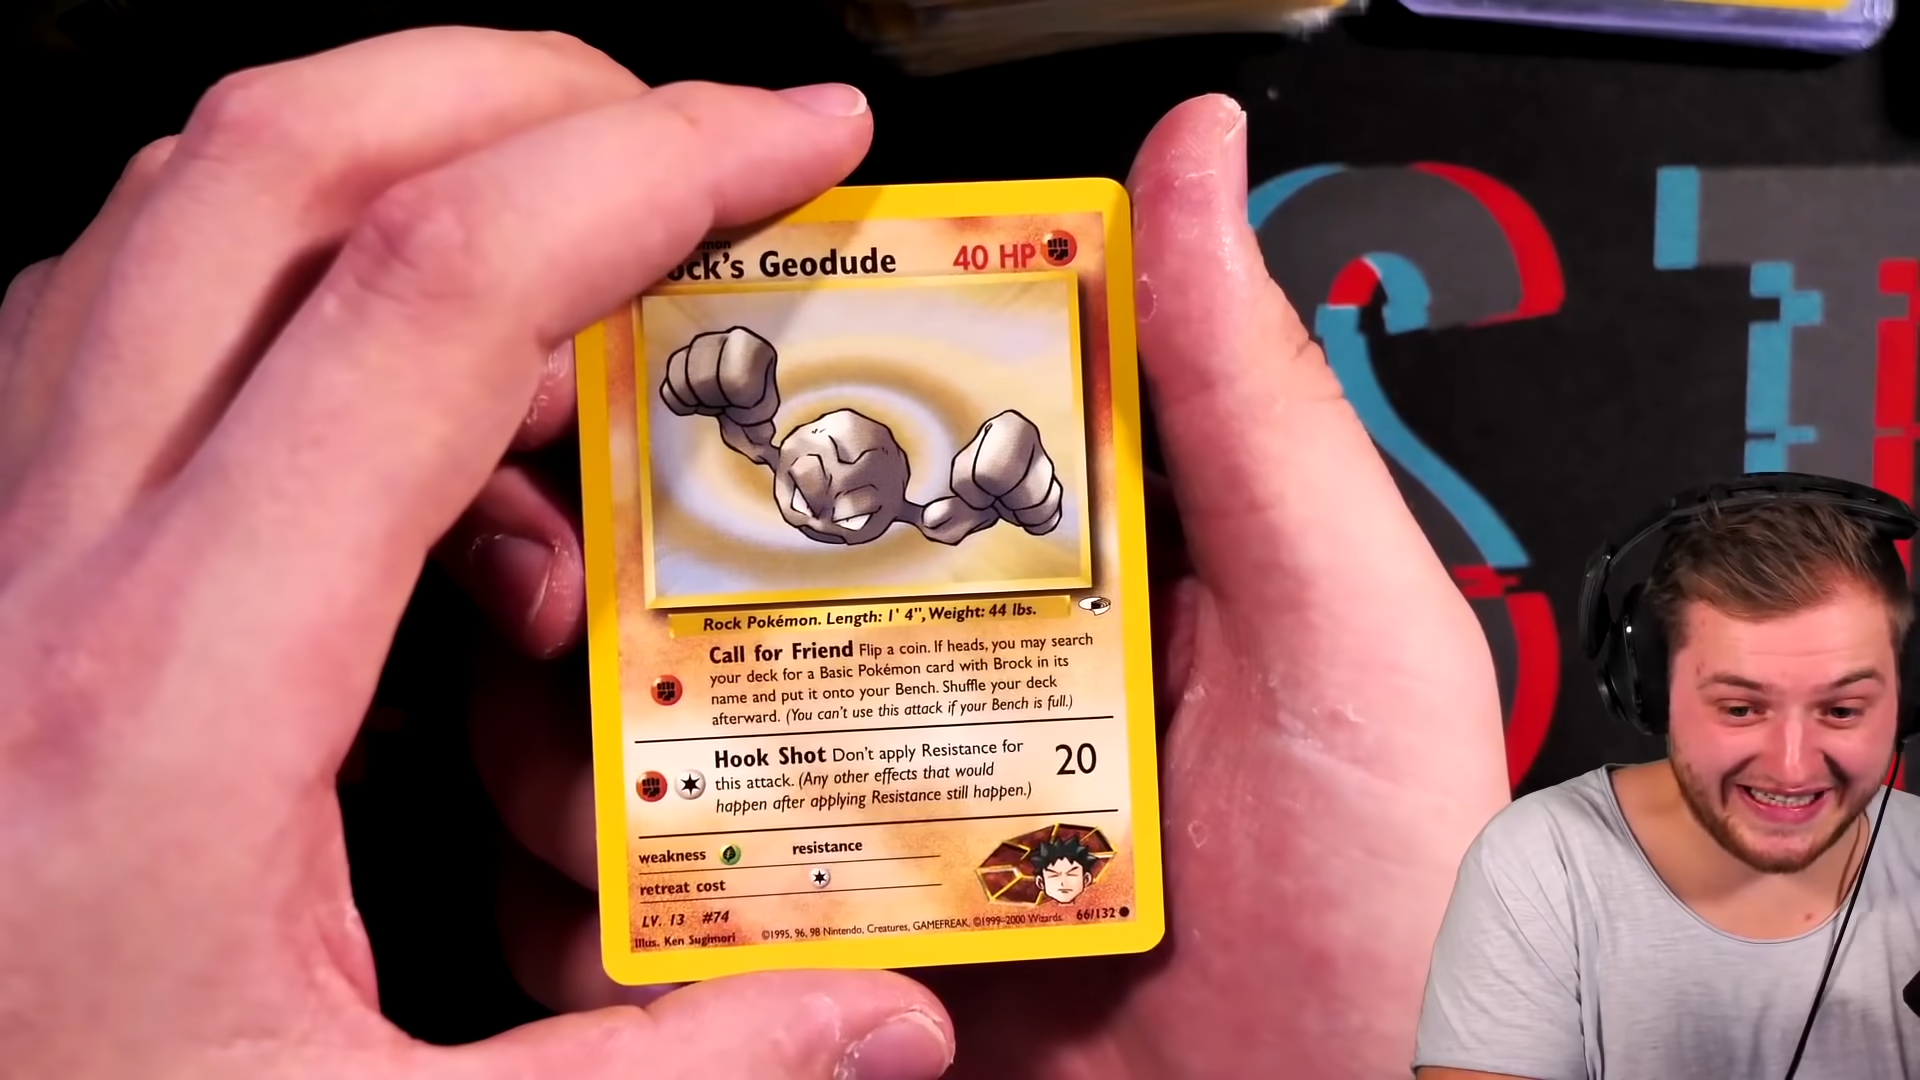 ock's Geodude 40 HP
Rock Pokémon. Length: 1' 4", Weight: 44 lbs.
Call for Friend Flip a coin. If heads, you may search
your deck for a Basic Pokémon card with Brock in its
name and put it onto your Bench. Shuffle your deck
afterward. (You can't use this attack if your Bench is full.)
Hook Shot Don't apply Resistance for
this attack. (Any other effects that would
happen after applying Resistance still happen.)
20
weakness resistance
retreat cost
LV. 13 #74
Illus. Ken Sugimori ©1995, 96, 98 Nintendo, Creatures, GAMEFREAK. ©1999-2000 Wizards. 66/132